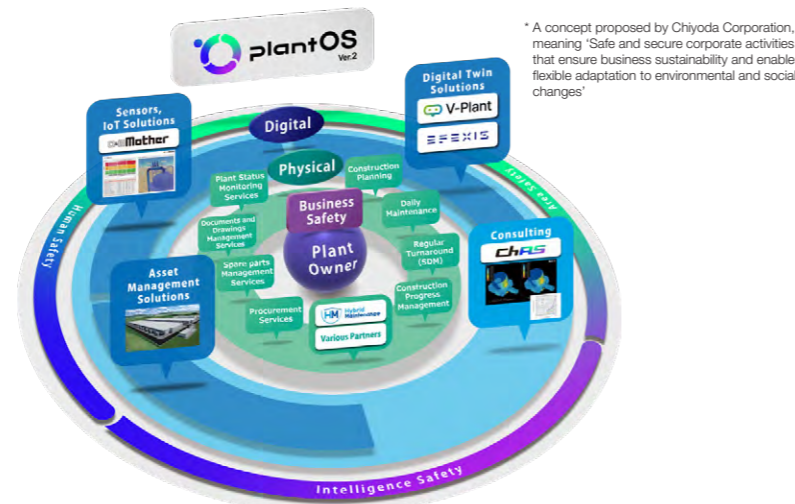 plantOS
Ver.2
* A concept proposed by Chiyoda Corporation,
meaning ‘Safe and secure corporate activities
that ensure business sustainability and enable
flexible adaptation to environmental and social
changes’
Digital Twin
Solutions
V-Plant
EFEXIS
Sensors,
IoT Solutions
Mother
Digital
Physical
Business
Safety
Plant
Owner
Plant Status
Monitoring
Services
Documents and
Drawings
Management
Services
Spare parts
Management
Services
Procurement
Services
Construction
Planning
Daily
Maintenance
Regular
Turnaround
(SDM)
Construction
Progress
Management
HM Hybrid
Maintenance
Various Partners
Asset
Management
Solutions
Consulting
ChAS
Human Safety
Area Safety
Intelligence Safety